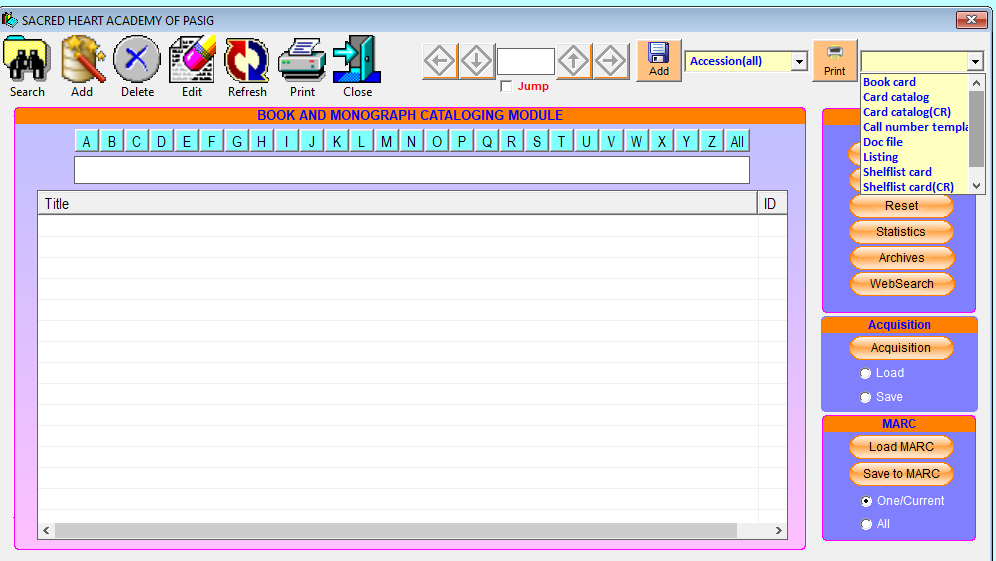 SACRED HEART ACADEMY OF PASIG
Search Add Delete Edit Refresh Print Close
Jump
Add
Accession(all)
Print
Book card
Card catalog
Card catalog(CR)
Call number templa
Doc file
Listing
Shelflist card
Shelflist card(CR)
BOOK AND MONOGRAPH CATALOGING MODULE
A B C D E F G H I J K L M N O P Q R S T U V W X Y Z All
Title ID
Reset
Statistics
Archives
WebSearch
Acquisition
Acquisition
Load
Save
MARC
Load MARC
Save to MARC
One/Current
All